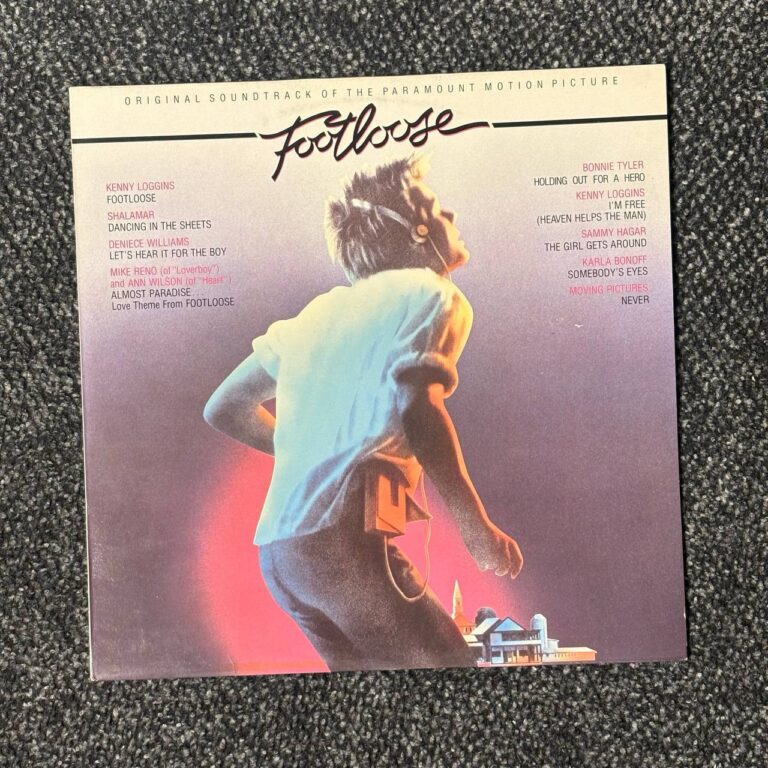 ORIGINAL SOUNDTRACK OF THE PARAMOUNT MOTION PICTURE
Footloose
KENNY LOGGINS
FOOTLOOSE
SHALAMAR
DANCING IN THE SHEETS
DENIECE WILLIAMS
LET'S HEAR IT FOR THE BOY
MIKE RENO (of "Loverboy")
and ANN WILSON (of "Heart")
ALMOST PARADISE...
Love Theme From FOOTLOOSE
BONNIE TYLER
HOLDING OUT FOR A HERO
KENNY LOGGINS
I'M FREE
(HEAVEN HELPS THE MAN)
SAMMY HAGAR
THE GIRL GETS AROUND
KARLA BONOFF
SOMEBODY'S EYES
MOVING PICTURES
NEVER